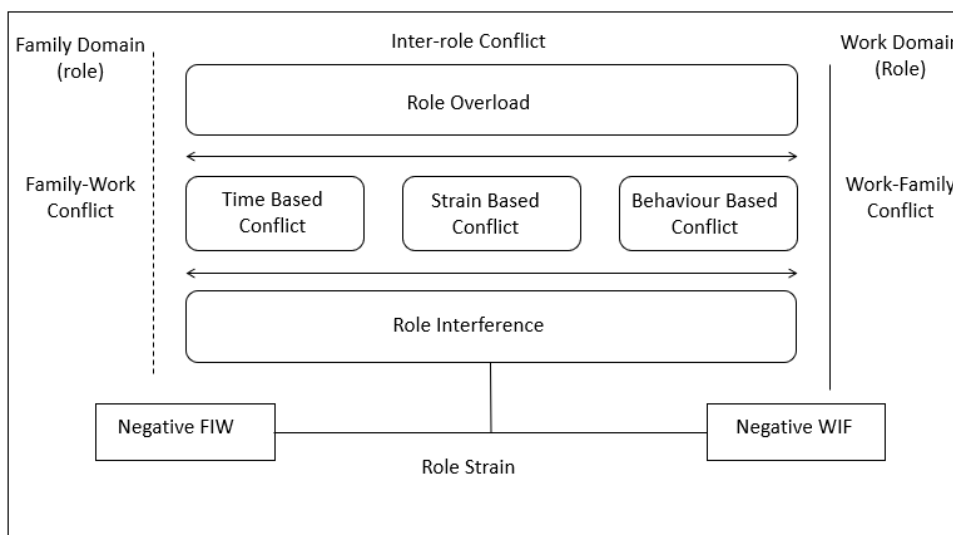 Family Domain
(role)
Inter-role Conflict
Work Domain
(Role)
Role Overload
Family-Work
Conflict
Time Based
Conflict
Strain Based
Conflict
Behaviour Based
Conflict
Work-Family
Conflict
Role Interference
Negative FIW
Negative WIF
Role Strain